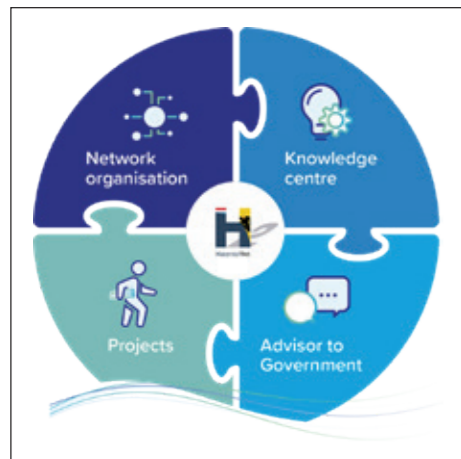 Network
organisation
Knowledge
centre
Projects
Advisor to
Government